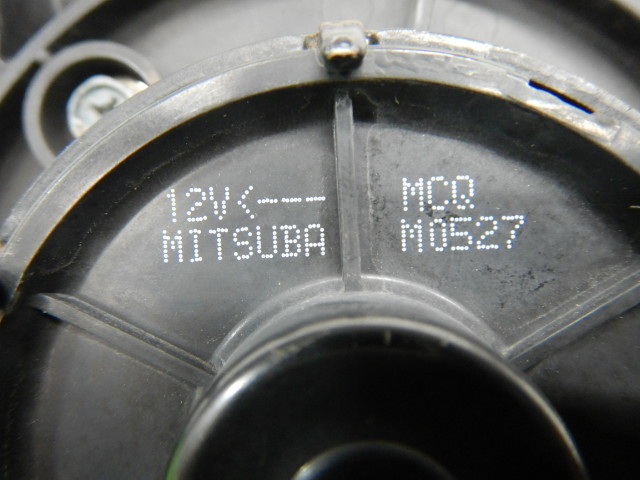 12V<--- MCQ
MITSUBA M0527